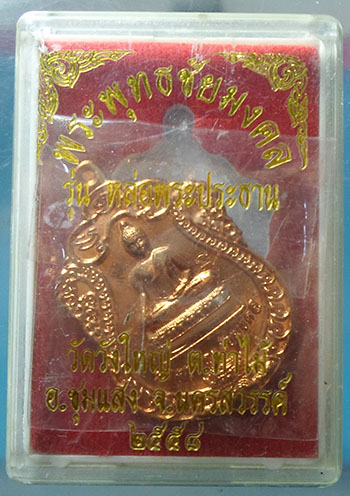 พระพุทธชัยมงคล
รุ่น หล่อพระประธาน
วัดวังใหญ่ ต.ท่าไม้
อ.ชุมแสง จ.นครสวรรค์
๒๕๕๘